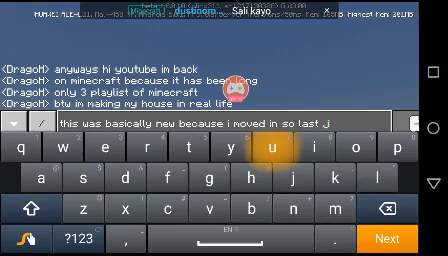 [Mitacraft] dustinom... Sali kayo ×
<DragoM> anyways hi youtube im back
<DragoM> on minecraft because it has been long
<DragoM> only 3 playlist of minecraft
<DragoM> btw im making my house in real life
/ this was basically new because i moved in so last j
q w e r t y u i o p
a s d f g h j k l
z x c v b n m
?123 , EN . Next